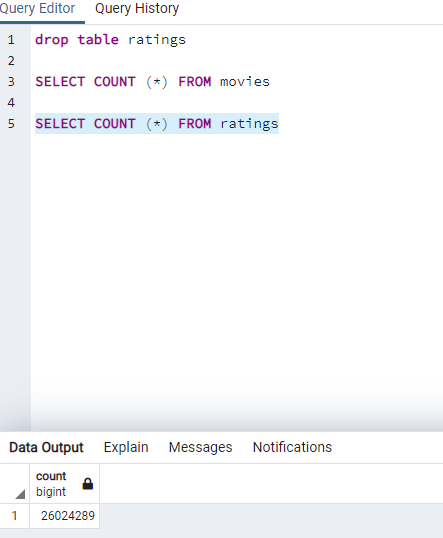 Query Editor Query History
1 drop table ratings
2
3 SELECT COUNT (*) FROM movies
4
5 SELECT COUNT (*) FROM ratings
Data Output Explain Messages Notifications
count
bigint
1 26024289